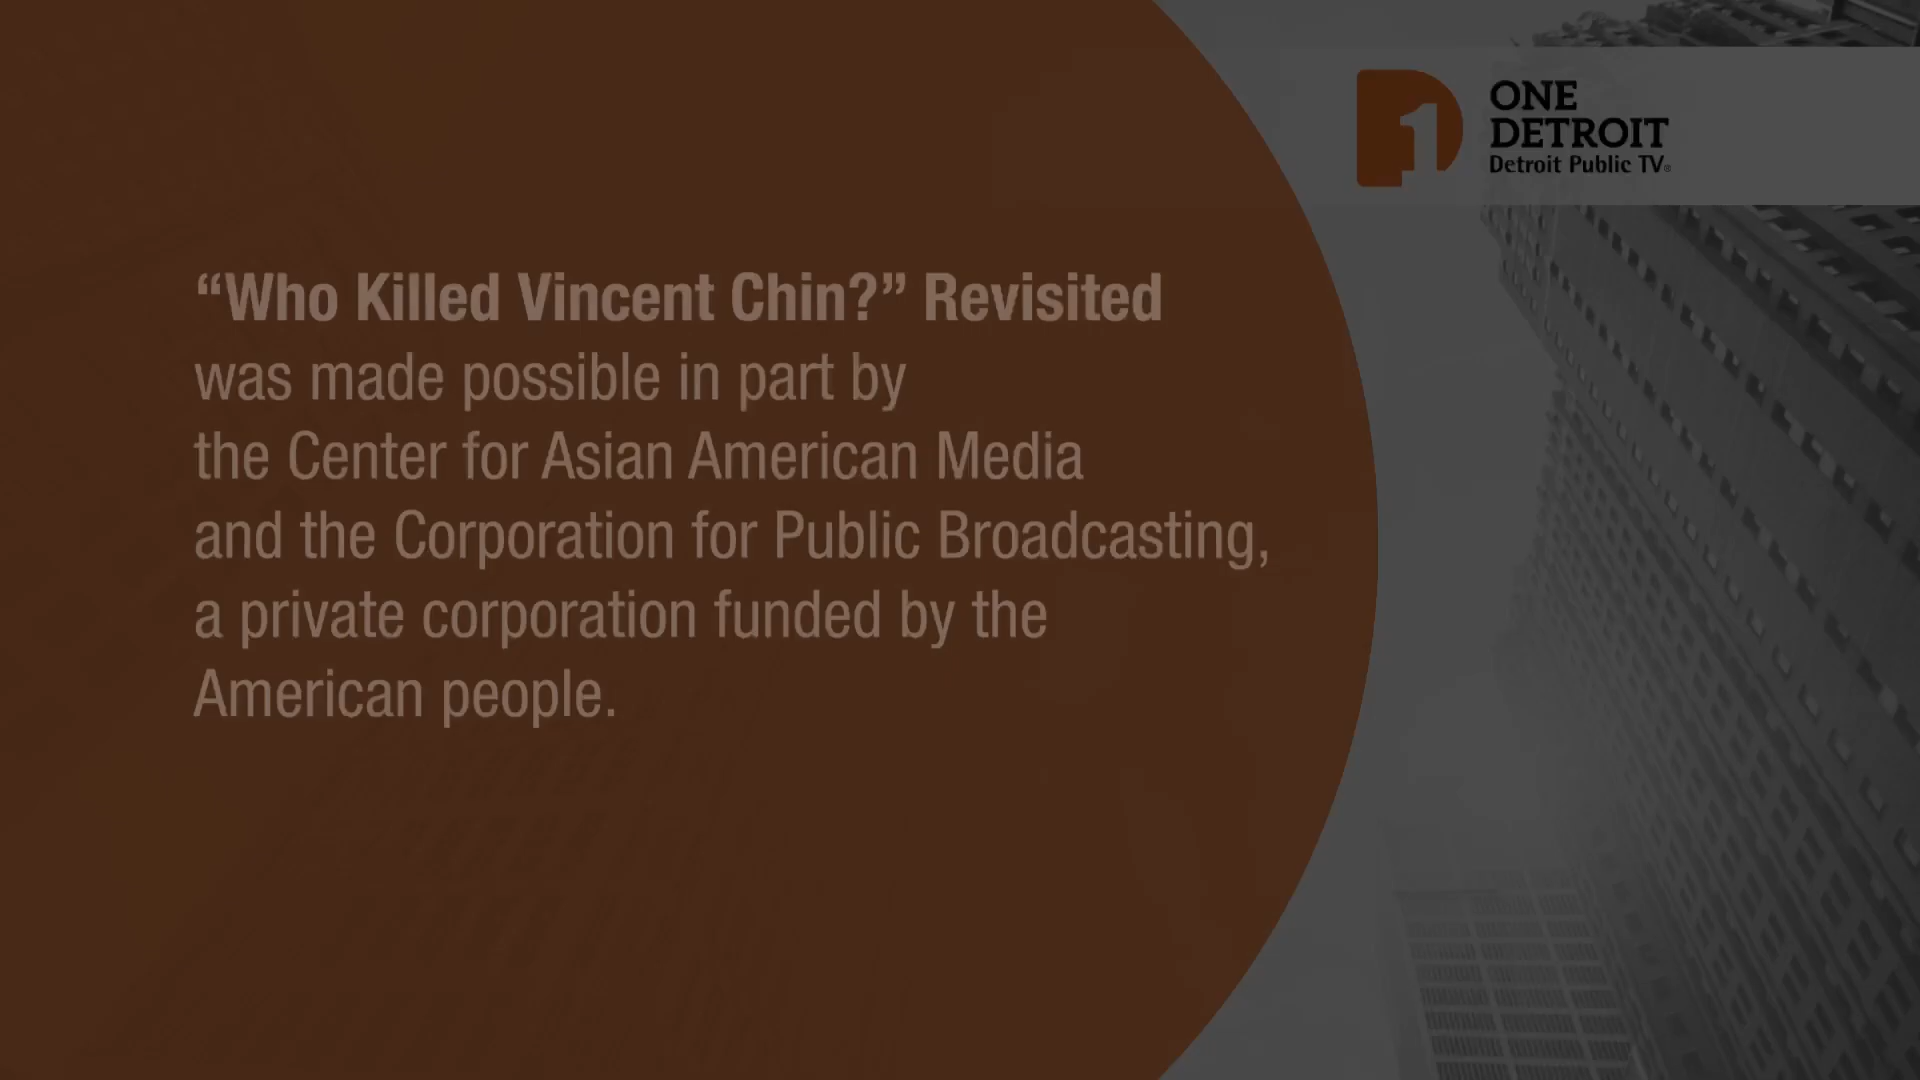 ONE
DETROIT
Detroit Public TV®
“Who Killed Vincent Chin?” Revisited
was made possible in part by
the Center for Asian American Media
and the Corporation for Public Broadcasting,
a private corporation funded by the
American people.